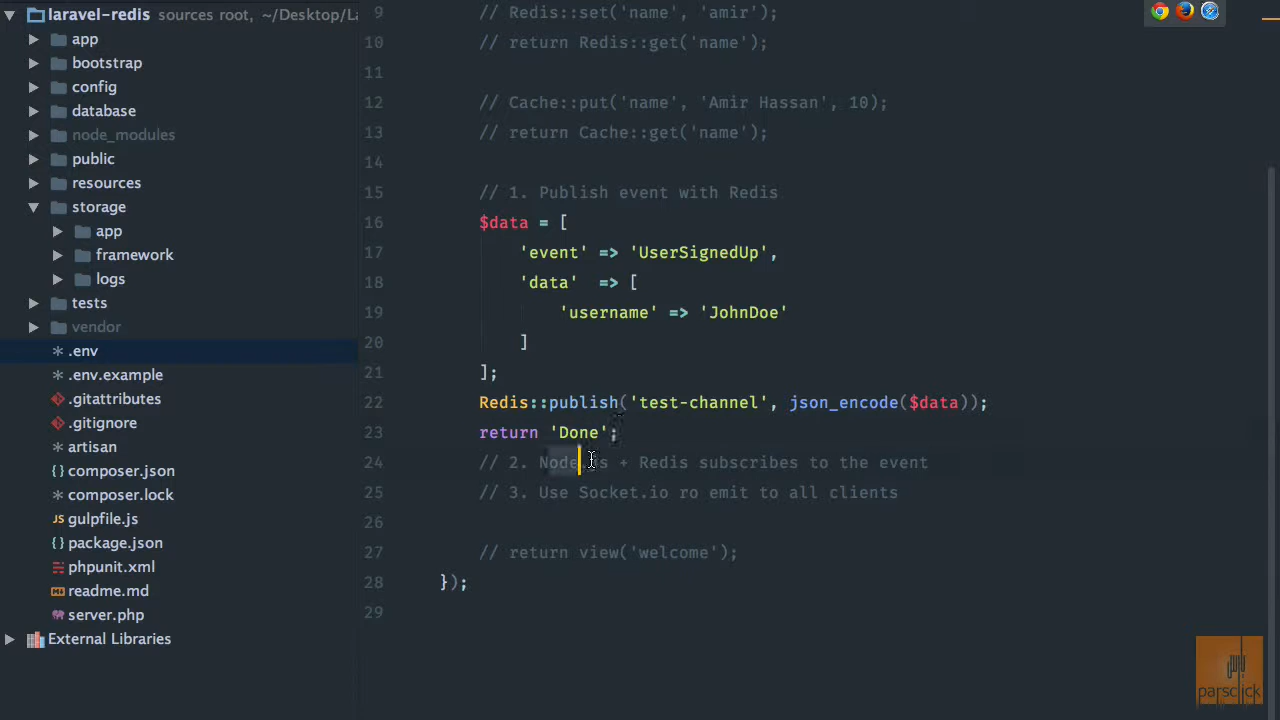 laravel-redis sources root, ~/Desktop/La
app
bootstrap
config
database
node_modules
public
resources
storage
app
framework
logs
tests
vendor
.env
.env.example
.gitattributes
.gitignore
artisan
composer.json
composer.lock
gulpfile.js
package.json
phpunit.xml
readme.md
server.php
External Libraries
9 // Redis::set('name', 'amir');
10 // return Redis::get('name');
11
12 // Cache::put('name', 'Amir Hassan', 10);
13 // return Cache::get('name');
14
15 // 1. Publish event with Redis
16 $data = [
17 'event' => 'UserSignedUp',
18 'data' => [
19 'username' => 'JohnDoe'
20 ]
21 ];
22 Redis::publish('test-channel', json_encode($data));
23 return 'Done';
24 // 2. Node.js + Redis subscribes to the event
25 // 3. Use Socket.io ro emit to all clients
26
27 // return view('welcome');
28 });
29
parsclick